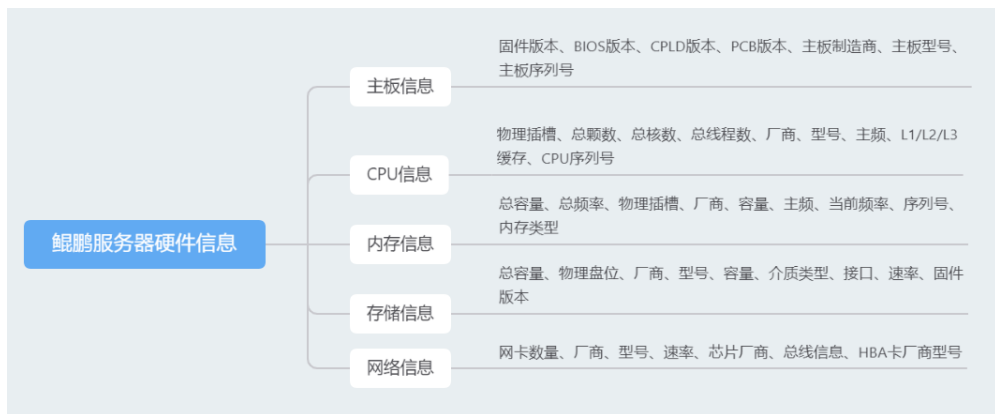 鲲鹏服务器硬件信息
主板信息
固件版本、BIOS版本、CPLD版本、PCB版本、主板制造商、主板型号、
主板序列号
CPU信息
物理插槽、总颗数、总核数、总线程数、厂商、型号、主频、L1/L2/L3
缓存、CPU序列号
内存信息
总容量、总频率、物理插槽、厂商、容量、主频、当前频率、序列号、
内存类型
存储信息
总容量、物理盘位、厂商、型号、容量、介质类型、接口、速率、固件
版本
网络信息
网卡数量、厂商、型号、速率、芯片厂商、总线信息、HBA卡厂商型号